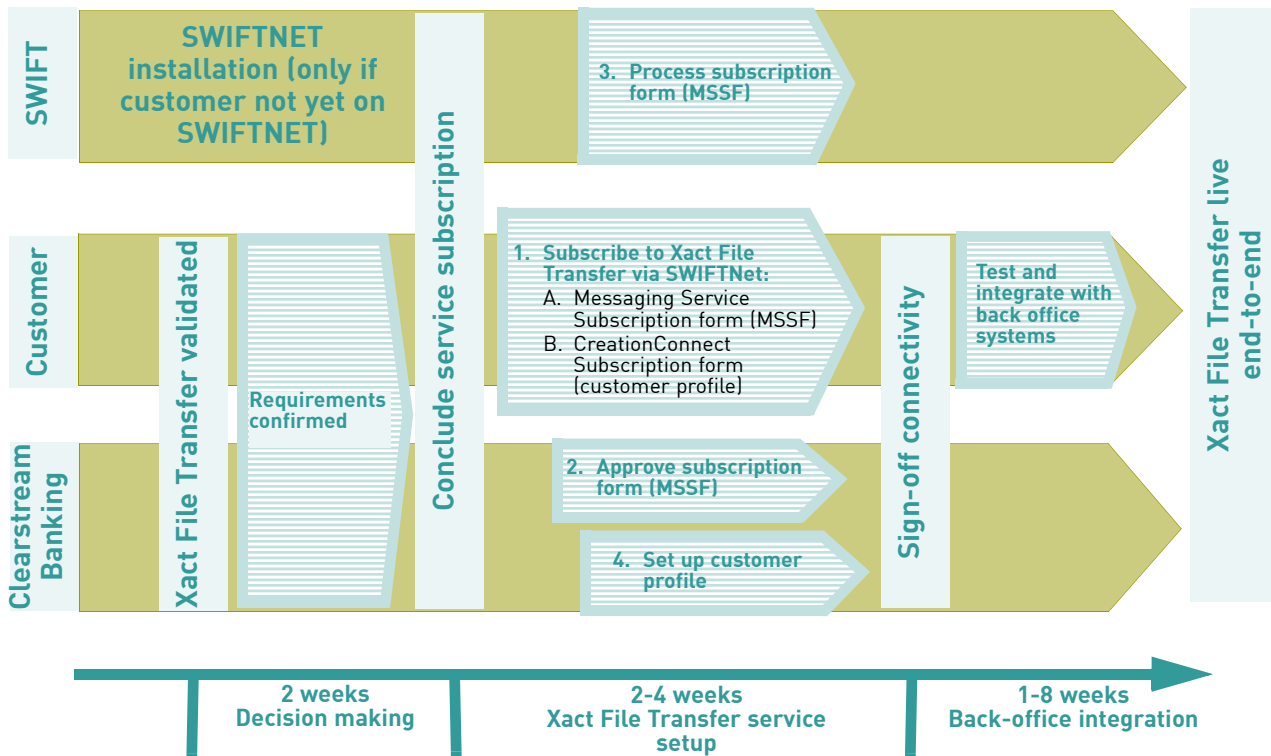 SWIFT
SWIFTNET
installation (only if
customer not yet on
SWIFTNET)
3. Process subscription
form (MSSF)
Customer
Xact File Transfer validated
Requirements
confirmed
Conclude service subscription
1. Subscribe to Xact File
Transfer via SWIFTNet:
A. Messaging Service
Subscription form (MSSF)
B. CreationConnect
Subscription form
(customer profile)
Sign-off connectivity
Test and
integrate with
back office
systems
Xact File Transfer live
end-to-end
Clearstream
Banking
2. Approve subscription
form (MSSF)
4. Set up customer
profile
2 weeks
Decision making
2-4 weeks
Xact File Transfer service
setup
1-8 weeks
Back-office integration